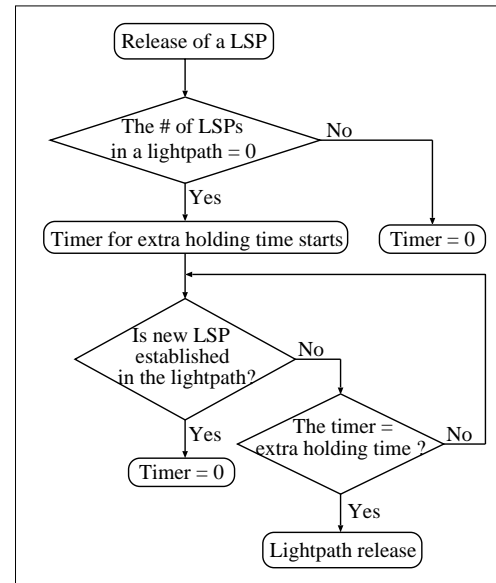 Release of a LSP
The # of LSPs
in a lightpath = 0
No
Yes
Timer for extra holding time starts
Timer = 0
Is new LSP
established
in the lightpath?
No
The timer =
extra holding time ?
No
Yes
Timer = 0
Yes
Lightpath release